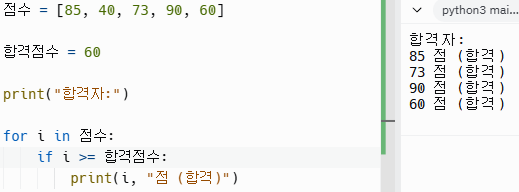 점수 = [85, 40, 73, 90, 60]
합격점수 = 60
print("합격자:")
for i in 점수:
    if i >= 합격점수:
        print(i, "점 (합격)")
python3 mai...
합격자:
85 점 (합격)
73 점 (합격)
90 점 (합격)
60 점 (합격)